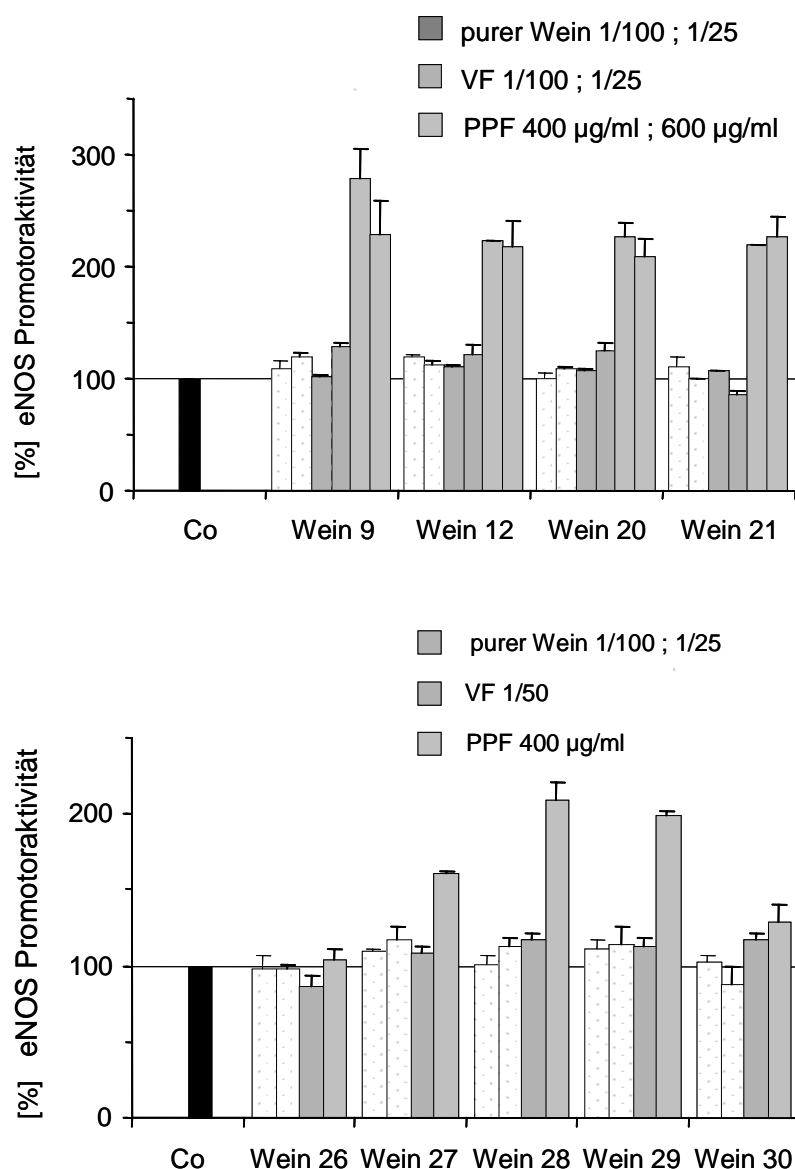 purer Wein 1/100 ; 1/25
VF 1/100 ; 1/25
PPF 400 µg/ml ; 600 µg/ml
[%] eNOS Promotoraktivität
300
200
100
0
Co Wein 9 Wein 12 Wein 20 Wein 21
purer Wein 1/100 ; 1/25
VF 1/50
PPF 400 µg/ml
[%] eNOS Promotoraktivität
200
100
0
Co Wein 26 Wein 27 Wein 28 Wein 29 Wein 30